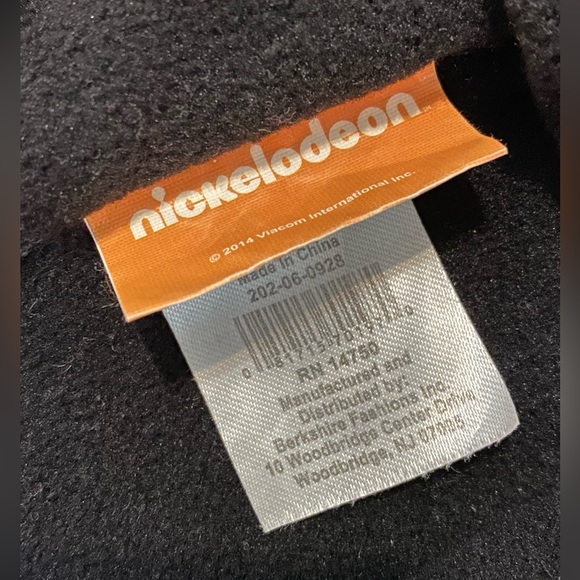 nickelodeon
© 2014 Viacom International Inc.
Made in China
202-06-0928
RN 14750
Manufactured and
Distributed by:
Berkshire Fashions Inc.
10 Woodbridge Center Drive
Woodbridge, NJ 07095